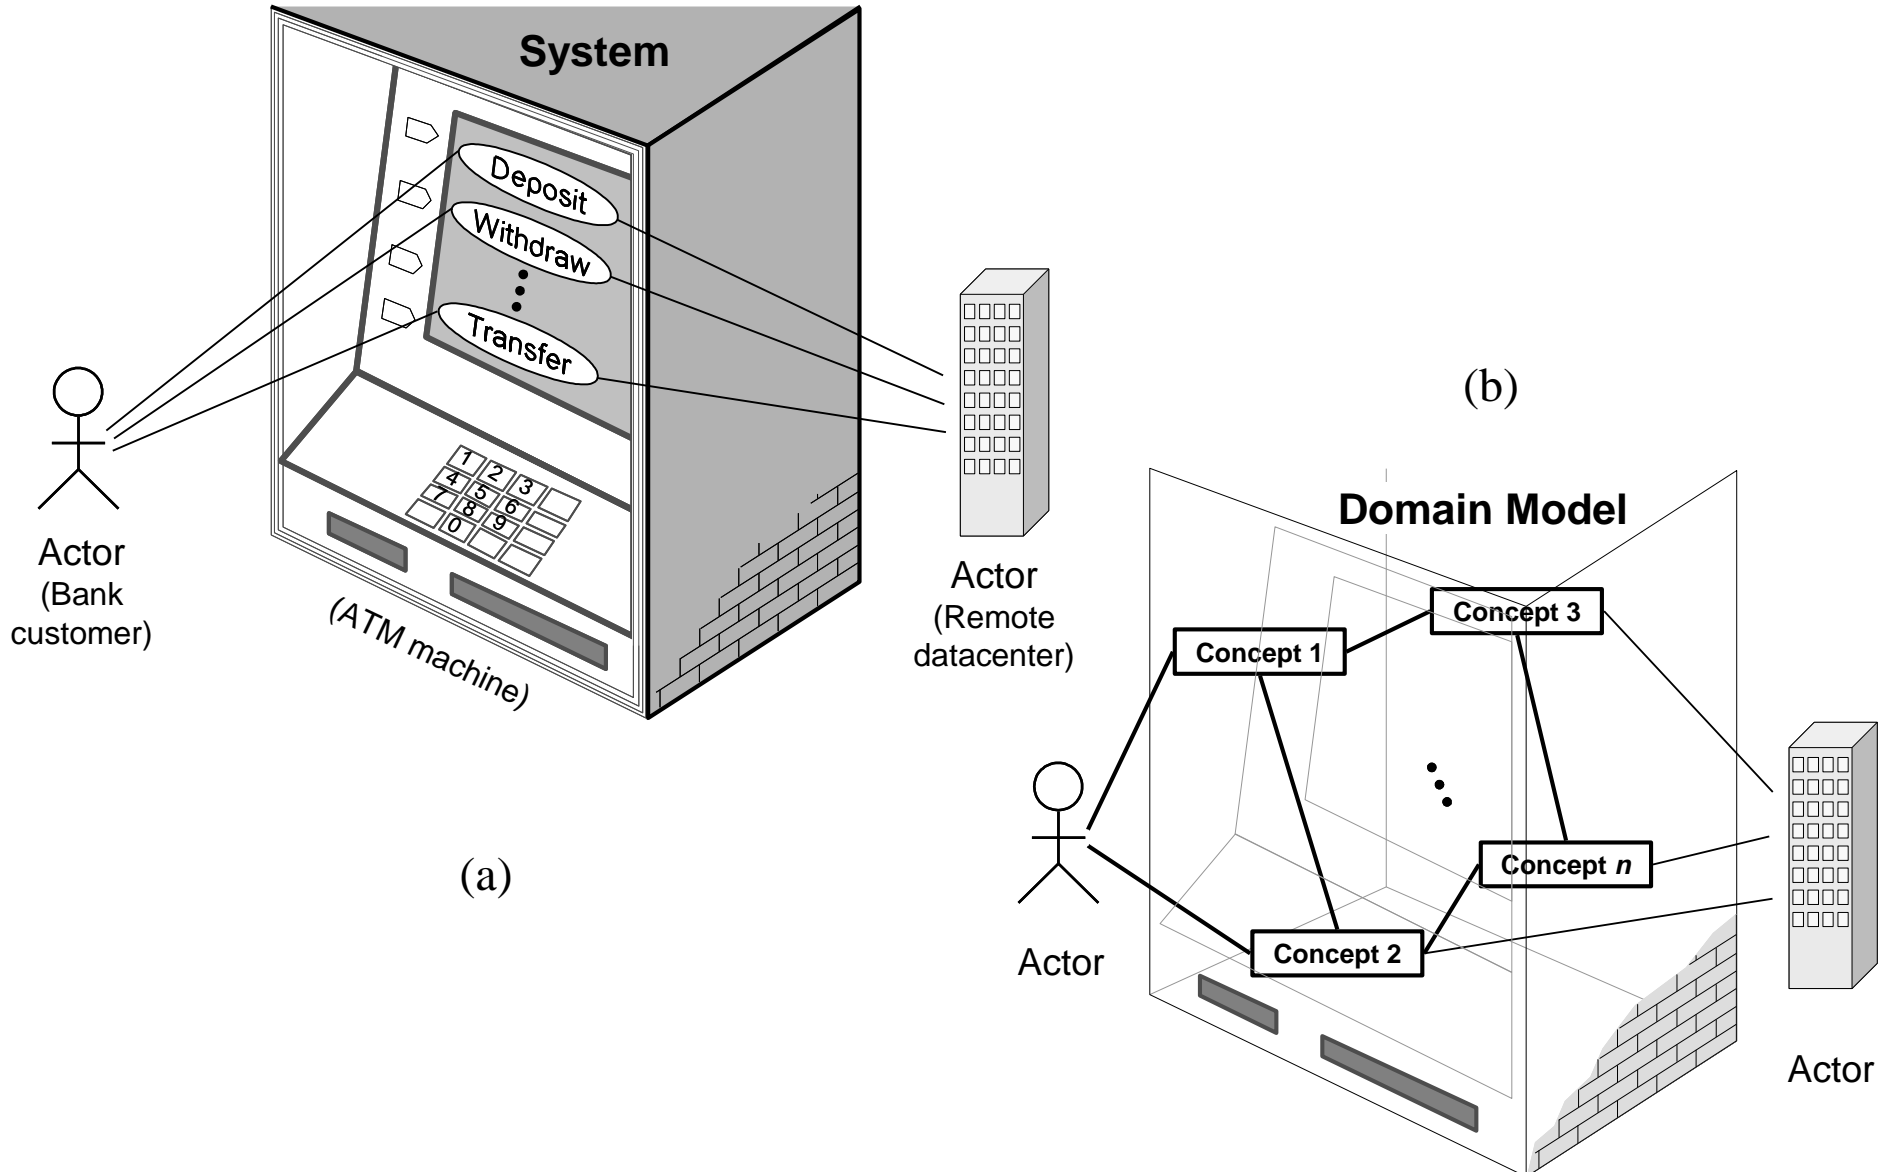 System
Deposit
Withdraw
Transfer
1 2 3
4 5 6
7 8 9
0
Actor
(Bank
customer)
(ATM machine)
Actor
(Remote
datacenter)
(a)
(b)
Domain Model
Concept 3
Concept 1
Concept n
Concept 2
Actor
Actor